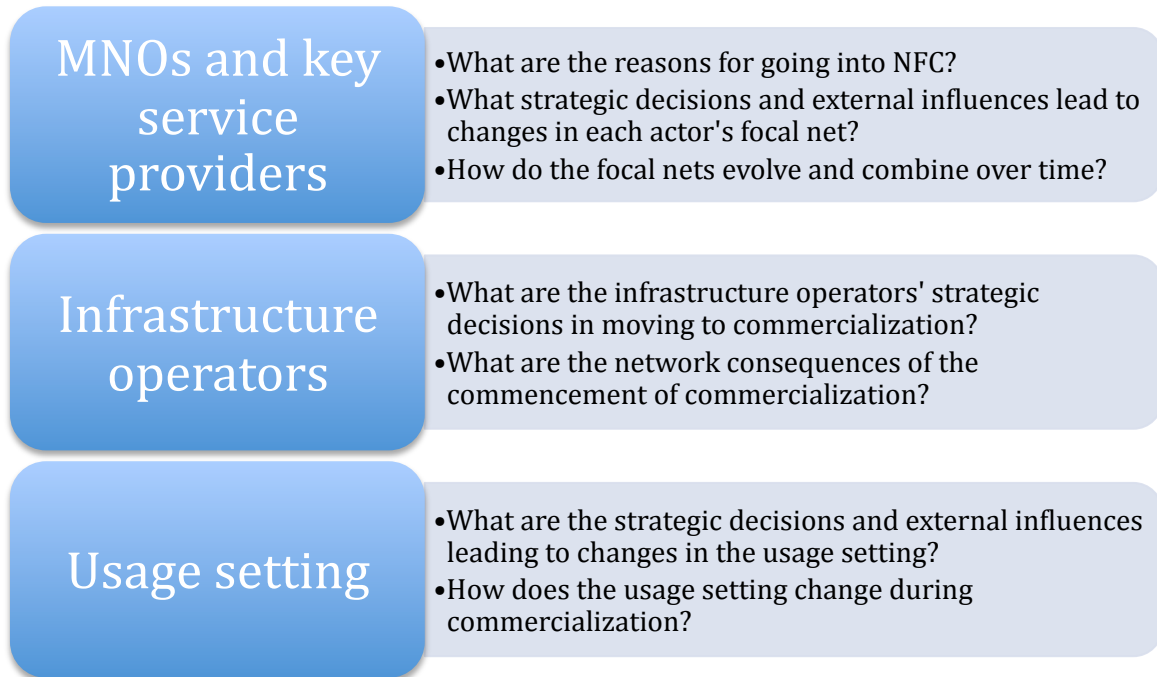 MNOs and key
service
providers
•What are the reasons for going into NFC?
•What strategic decisions and external influences lead to
changes in each actor's focal net?
•How do the focal nets evolve and combine over time?
Infrastructure
operators
•What are the infrastructure operators' strategic
decisions in moving to commercialization?
•What are the network consequences of the
commencement of commercialization?
Usage setting
•What are the strategic decisions and external influences
leading to changes in the usage setting?
•How does the usage setting change during
commercialization?